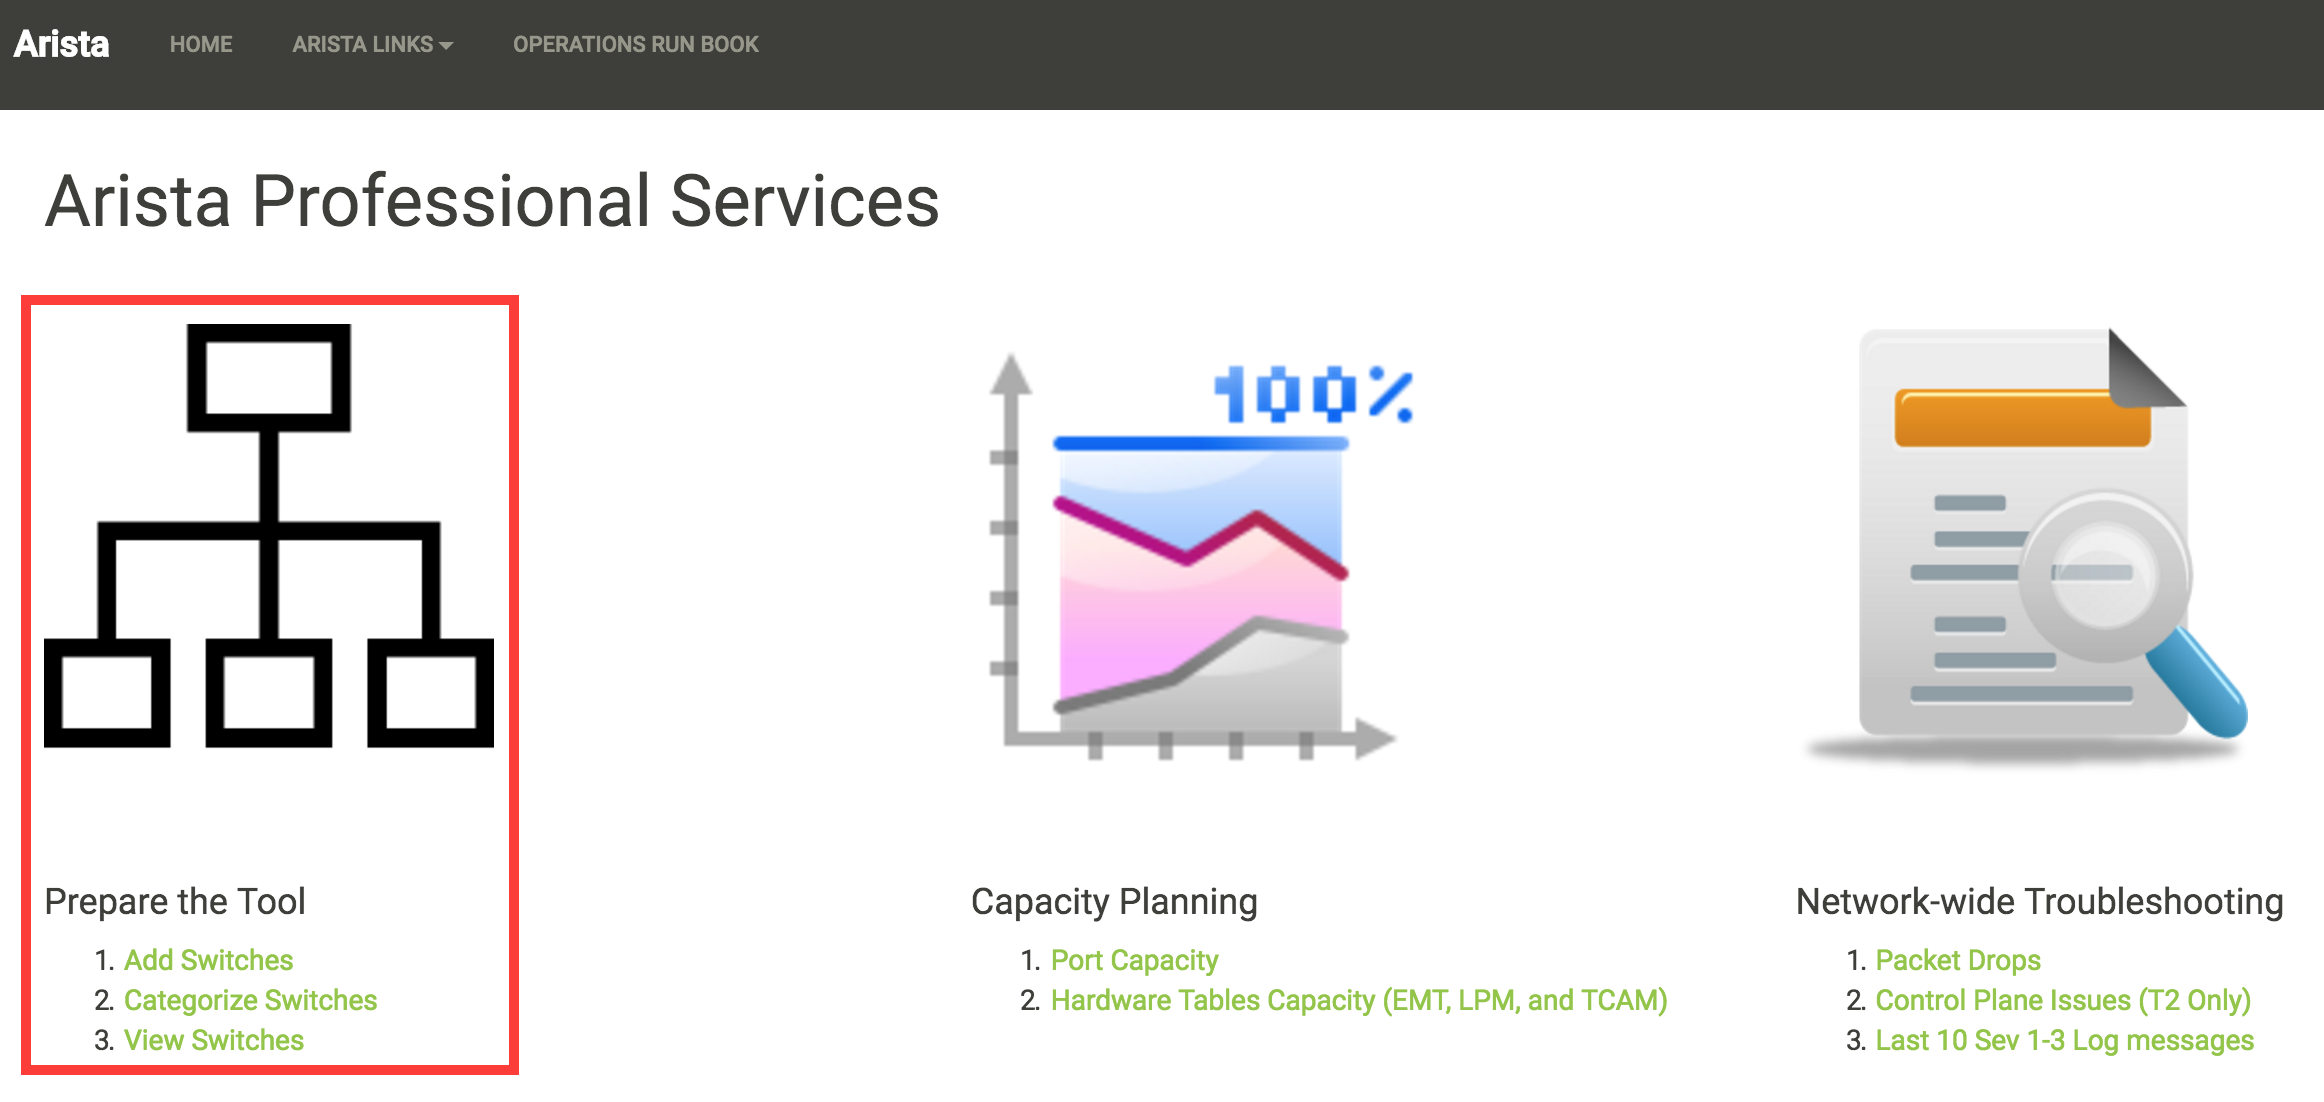 Arista HOME ARISTA LINKS OPERATIONS RUN BOOK
Arista Professional Services
100%
Prepare the Tool
1. Add Switches
2. Categorize Switches
3. View Switches
Capacity Planning
1. Port Capacity
2. Hardware Tables Capacity (EMT, LPM, and TCAM)
Network-wide Troubleshooting
1. Packet Drops
2. Control Plane Issues (T2 Only)
3. Last 10 Sev 1-3 Log messages